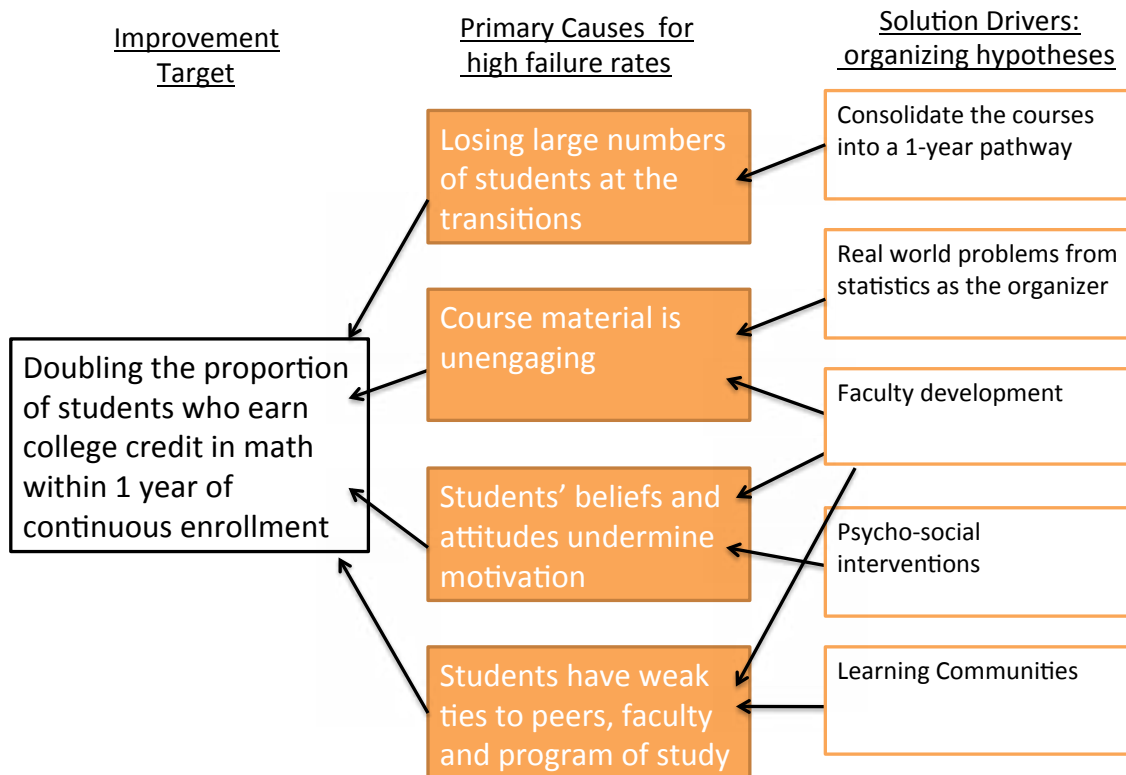 Improvement
Target
Primary Causes for
high failure rates
Solution Drivers:
organizing hypotheses
Losing large numbers
of students at the
transitions
Consolidate the courses
into a 1-year pathway
Real world problems from
statistics as the organizer
Course material is
unengaging
Doubling the proportion
of students who earn
college credit in math
within 1 year of
continuous enrollment
Faculty development
Students’ beliefs and
attitudes undermine
motivation
Psycho-social
interventions
Students have weak
ties to peers, faculty
and program of study
Learning Communities